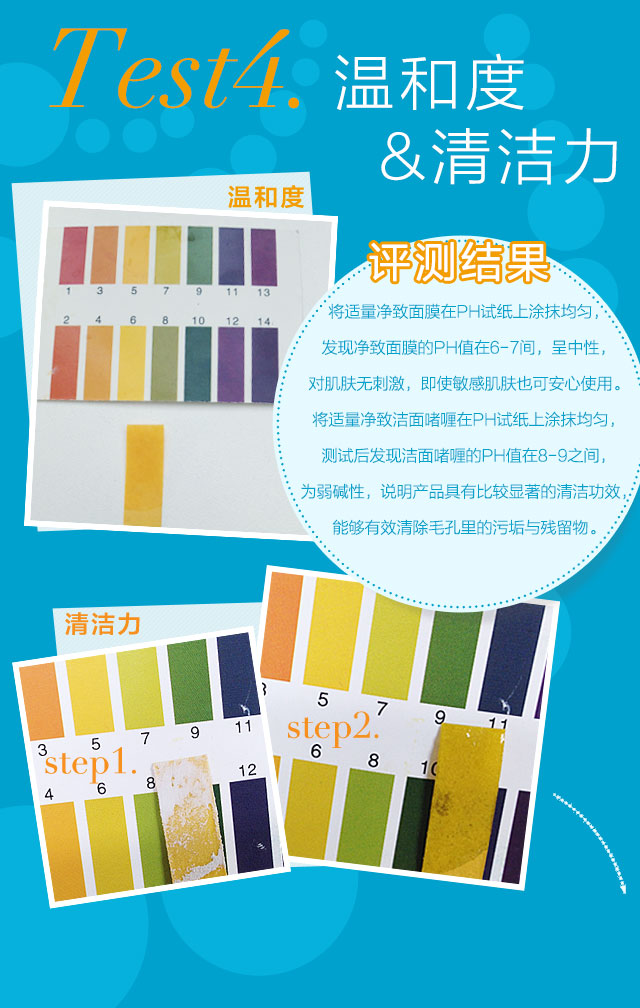 Test4. 温和度
&清洁力
温和度
1 3 5 7 9 11 13
2 4 6 8 10 12 14
评测结果
将适量净致面膜在PH试纸上涂抹均匀，
发现净致面膜的PH值在6-7间，呈中性，
对肌肤无刺激，即使敏感肌肤也可安心使用。
将适量净致洁面啫喱在PH试纸上涂抹均匀，
测试后发现洁面啫喱的PH值在8-9之间，
为弱碱性，说明产品具有比较显著的清洁功效，
能够有效清除毛孔里的污垢与残留物。
清洁力
3 5 7 9 11
step1.
4 6 8 12
3 5 7 9 11
step2.
6 8 10